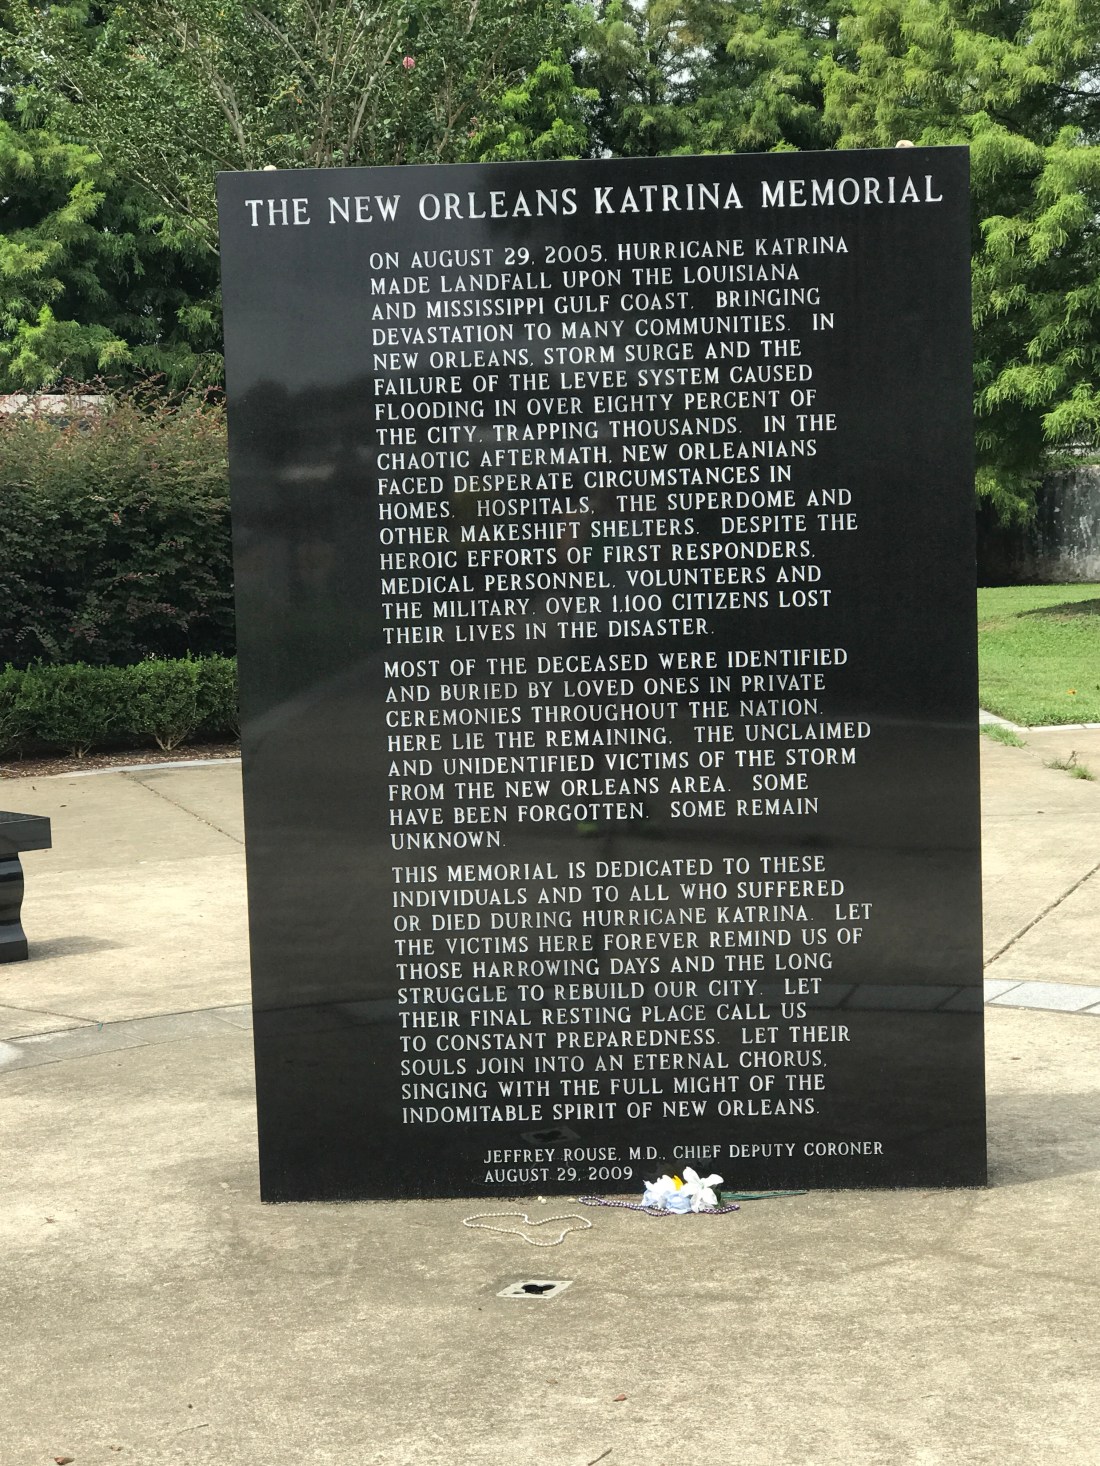 THE NEW ORLEANS KATRINA MEMORIAL
ON AUGUST 29, 2005, HURRICANE KATRINA
MADE LANDFALL UPON THE LOUISIANA
AND MISSISSIPPI GULF COAST, BRINGING
DEVASTATION TO MANY COMMUNITIES. IN
NEW ORLEANS, STORM SURGE AND THE
FAILURE OF THE LEVEE SYSTEM CAUSED
FLOODING IN OVER EIGHTY PERCENT OF
THE CITY, TRAPPING THOUSANDS. IN THE
CHAOTIC AFTERMATH, NEW ORLEANIANS
FACED DESPERATE CIRCUMSTANCES IN
HOMES, HOSPITALS, THE SUPERDOME AND
OTHER MAKESHIFT SHELTERS. DESPITE THE
HEROIC EFFORTS OF FIRST RESPONDERS,
MEDICAL PERSONNEL, VOLUNTEERS AND
THE MILITARY, OVER 1,100 CITIZENS LOST
THEIR LIVES IN THE DISASTER.
MOST OF THE DECEASED WERE IDENTIFIED
AND BURIED BY LOVED ONES IN PRIVATE
CEREMONIES THROUGHOUT THE NATION.
HERE LIE THE REMAINING, THE UNCLAIMED
AND UNIDENTIFIED VICTIMS OF THE STORM
FROM THE NEW ORLEANS AREA. SOME
HAVE BEEN FORGOTTEN. SOME REMAIN
UNKNOWN.
THIS MEMORIAL IS DEDICATED TO THESE
INDIVIDUALS AND TO ALL WHO SUFFERED
OR DIED DURING HURRICANE KATRINA. LET
THE VICTIMS HERE FOREVER REMIND US OF
THOSE HARROWING DAYS AND THE LONG
STRUGGLE TO REBUILD OUR CITY. LET
THEIR FINAL RESTING PLACE CALL US
TO CONSTANT PREPAREDNESS. LET THEIR
SOULS JOIN INTO AN ETERNAL CHORUS,
SINGING WITH THE FULL MIGHT OF THE
INDOMITABLE SPIRIT OF NEW ORLEANS.
JEFFREY ROUSE, M.D., CHIEF DEPUTY CORONER
AUGUST 29, 2009